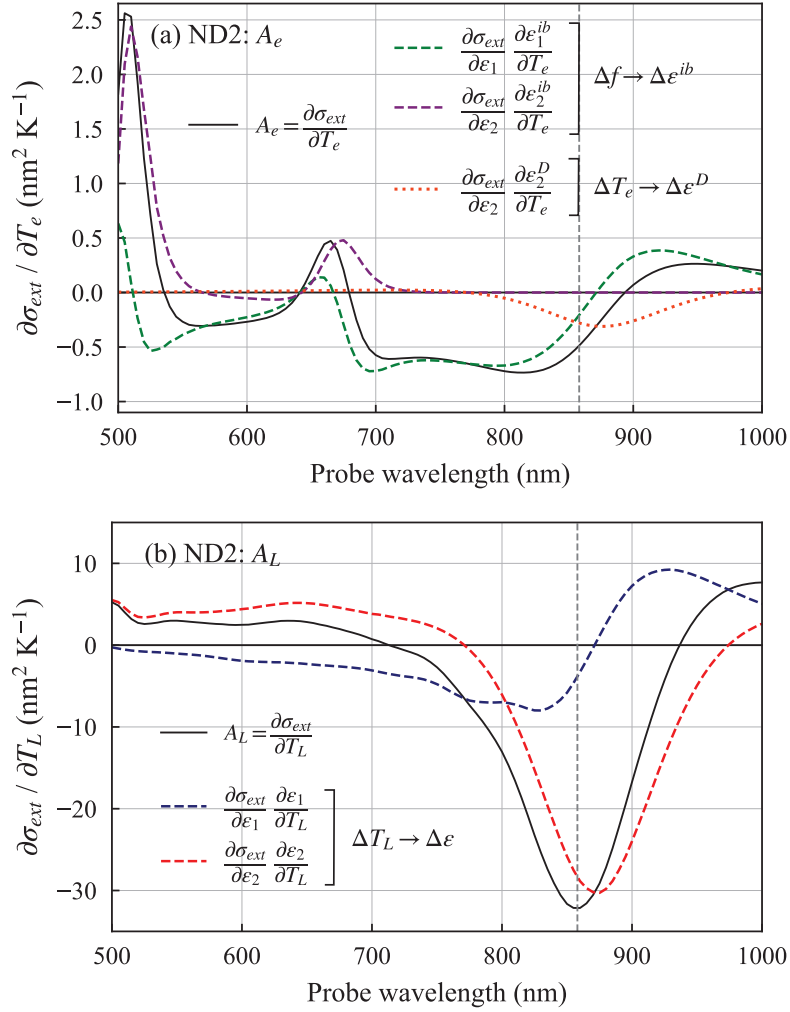 (a) ND2: A_e
A_e = ∂σ_ext / ∂T_e
∂σ_ext/∂ε_1 ∂ε_1^ib/∂T_e
∂σ_ext/∂ε_2 ∂ε_2^ib/∂T_e
Δf → Δε^ib
∂σ_ext/∂ε_2 ∂ε_2^D/∂T_e
ΔT_e → Δε^D
∂σ_ext / ∂T_e (nm² K⁻¹)
2.5
2.0
1.5
1.0
0.5
0.0
−0.5
−1.0
500 600 700 800 900 1000
Probe wavelength (nm)
(b) ND2: A_L
A_L = ∂σ_ext / ∂T_L
∂σ_ext/∂ε_1 ∂ε_1/∂T_L
∂σ_ext/∂ε_2 ∂ε_2/∂T_L
ΔT_L → Δε
∂σ_ext / ∂T_L (nm² K⁻¹)
10
0
−10
−20
−30
500 600 700 800 900 1000
Probe wavelength (nm)